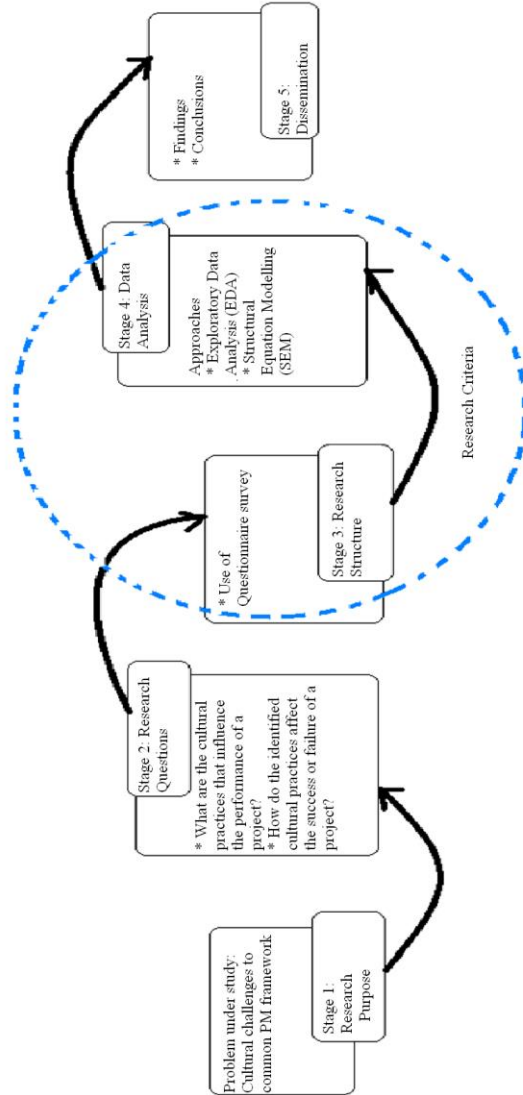 Problem under study:
Cultural challenges to
common PM framework
Stage 1:
Research
Purpose
Stage 2: Research
Questions
* What are the cultural
practices that influence
the performance of a
project?
* How do the identified
cultural practices affect
the success or failure of a
project?
* Use of
Questionnaire survey
Stage 3: Research
Structure
Stage 4: Data
Analysis
Approaches
* Exploratory Data
Analysis (EDA)
* Structural
Equation Modelling
(SEM)
Research Criteria
* Findings
* Conclusions
Stage 5:
Dissemination